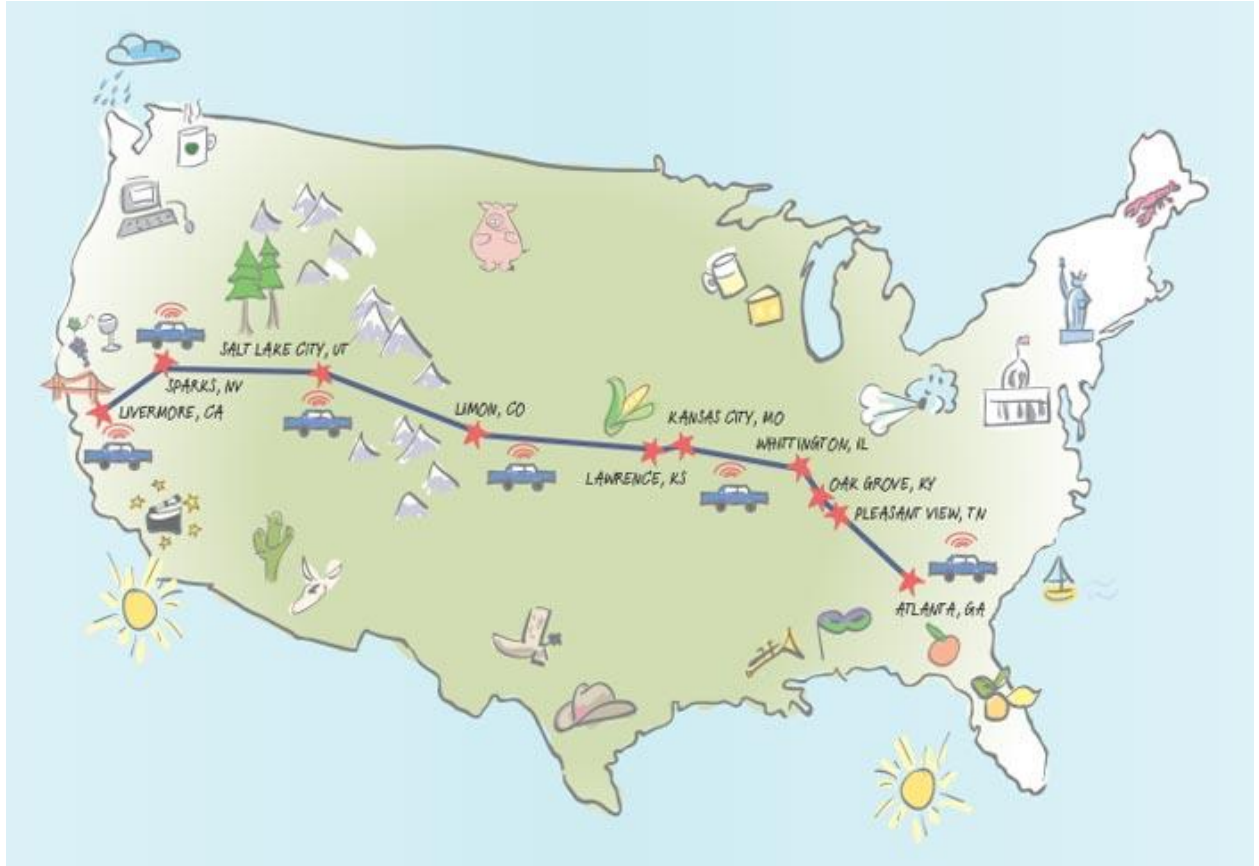 SALT LAKE CITY, UT
SPARKS, NV
LIVERMORE, CA
LIMON, CO
KANSAS CITY, MO
LAWRENCE, KS
WHITTINGTON, IL
OAK GROVE, KY
PLEASANT VIEW, TN
ATLANTA, GA